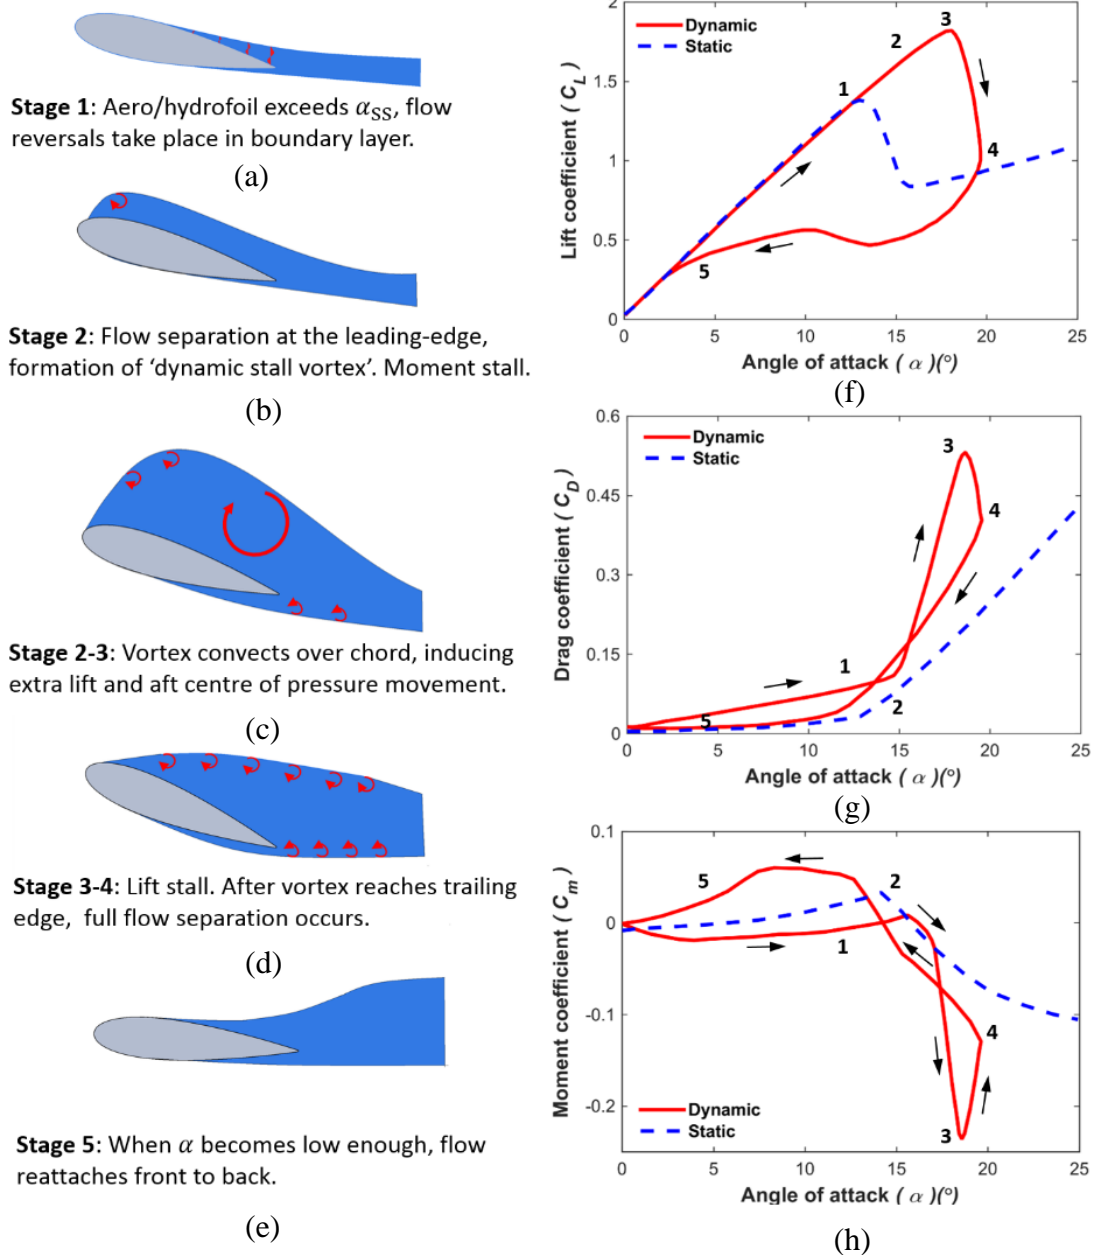 Stage 1: Aero/hydrofoil exceeds αSS, flow
reversals take place in boundary layer.
(a)
Stage 2: Flow separation at the leading-edge,
formation of ‘dynamic stall vortex’. Moment stall.
(b)
Stage 2-3: Vortex convects over chord, inducing
extra lift and aft centre of pressure movement.
(c)
Stage 3-4: Lift stall. After vortex reaches trailing
edge, full flow separation occurs.
(d)
Stage 5: When α becomes low enough, flow
reattaches front to back.
(e)
Lift coefficient ( C_L )
2
1.5
1
0.5
0
Dynamic
Static
1
2
3
4
5
0 5 10 15 20 25
Angle of attack ( α )(°)
(f)
Drag coefficient ( C_D )
0.6
0.45
0.3
0.15
0
Dynamic
Static
1
2
3
4
5
0 5 10 15 20 25
Angle of attack ( α )(°)
(g)
Moment coefficient ( C_m )
0.1
0
-0.1
-0.2
Dynamic
Static
1
2
3
4
5
0 5 10 15 20 25
Angle of attack ( α )(°)
(h)